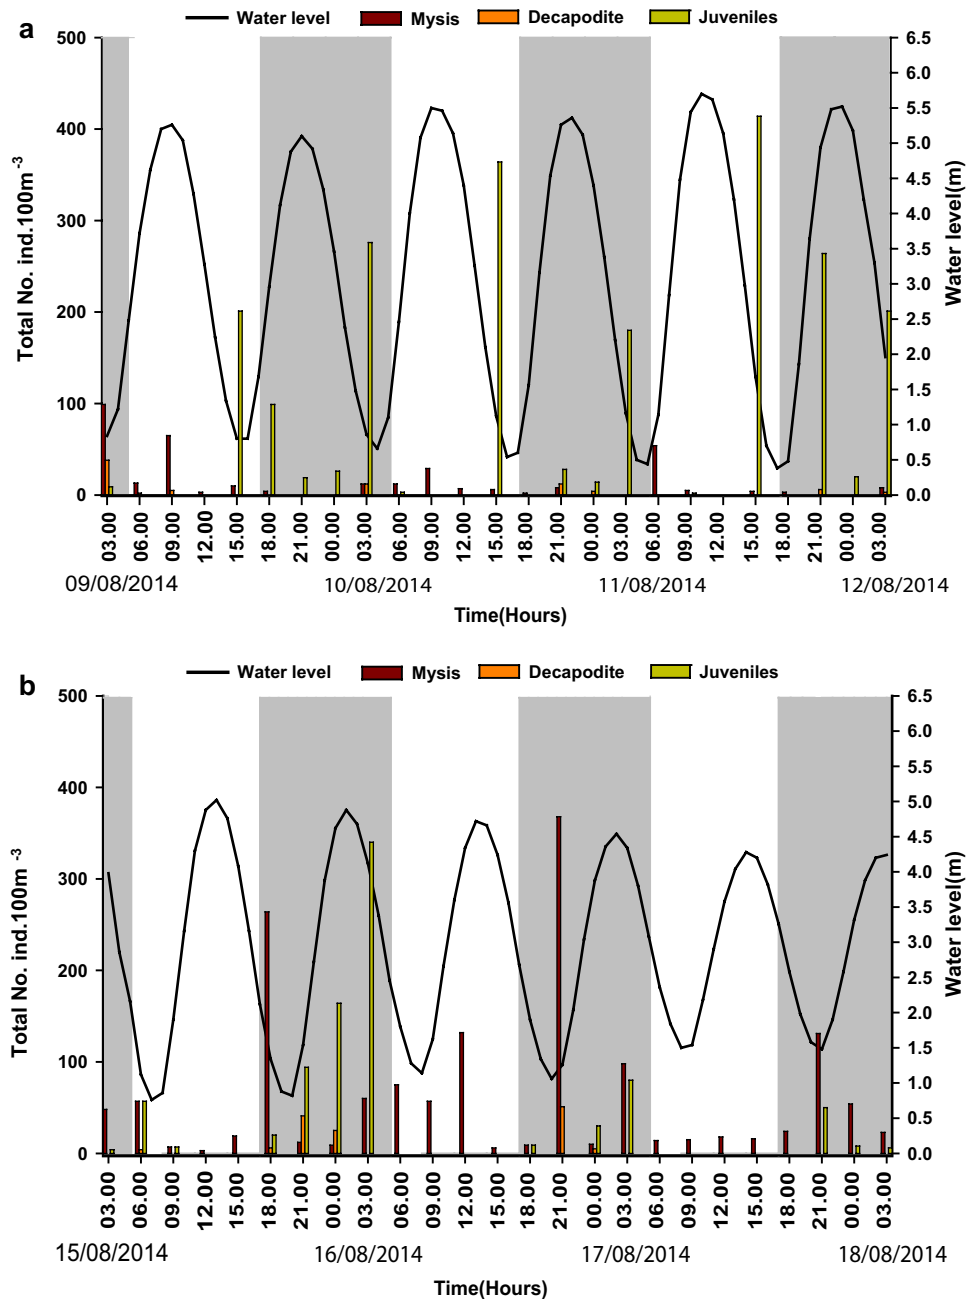 a
Water level Mysis Decapodite Juveniles
500 6.5
6.0
5.5
400 5.0
4.5
300 4.0
3.5
200 3.0
2.5
2.0
100 1.5
1.0
0.5
0 0.0
Total No. ind.100m -3
Water level(m)
03.00 06.00 09.00 12.00 15.00 18.00 21.00 00.00 03.00 06.00 09.00 12.00 15.00 18.00 21.00 00.00 03.00 06.00 09.00 12.00 15.00 18.00 21.00 00.00 03.00
09/08/2014 10/08/2014 11/08/2014 12/08/2014
Time(Hours)
b
Water level Mysis Decapodite Juveniles
500 6.5
6.0
5.5
400 5.0
4.5
300 4.0
3.5
200 3.0
2.5
2.0
100 1.5
1.0
0.5
0 0.0
Total No. ind.100m -3
Water level(m)
03.00 06.00 09.00 12.00 15.00 18.00 21.00 00.00 03.00 06.00 09.00 12.00 15.00 18.00 21.00 00.00 03.00 06.00 09.00 12.00 15.00 18.00 21.00 00.00 03.00
15/08/2014 16/08/2014 17/08/2014 18/08/2014
Time(Hours)